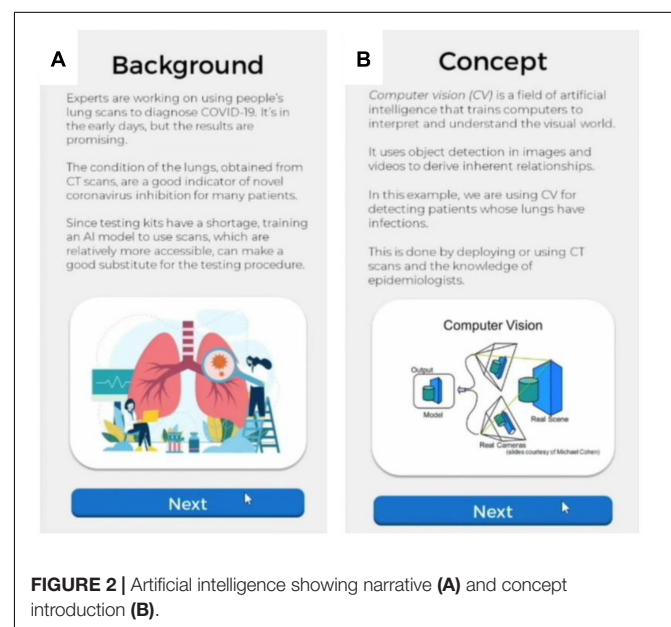 A
Background
Experts are working on using people's
lung scans to diagnose COVID-19. It's in
the early days, but the results are
promising.
The condition of the lungs, obtained from
CT scans, are a good indicator of novel
coronavirus inhibition for many patients.
Since testing kits have a shortage, training
an AI model to use scans, which are
relatively more accessible, can make a
good substitute for the testing procedure.
Next
B
Concept
Computer vision (CV) is a field of artificial
intelligence that trains computers to
interpret and understand the visual world.
It uses object detection in images and
videos to derive inherent relationships.
In this example, we are using CV for
detecting patients whose lungs have
infections.
This is done by deploying or using CT
scans and the knowledge of
epidemiologists.
Computer Vision
Output
Model
Real Scene
Real Cameras
(slides courtesy of Michael Cohen)
Next
FIGURE 2 | Artificial intelligence showing narrative (A) and concept
introduction (B).